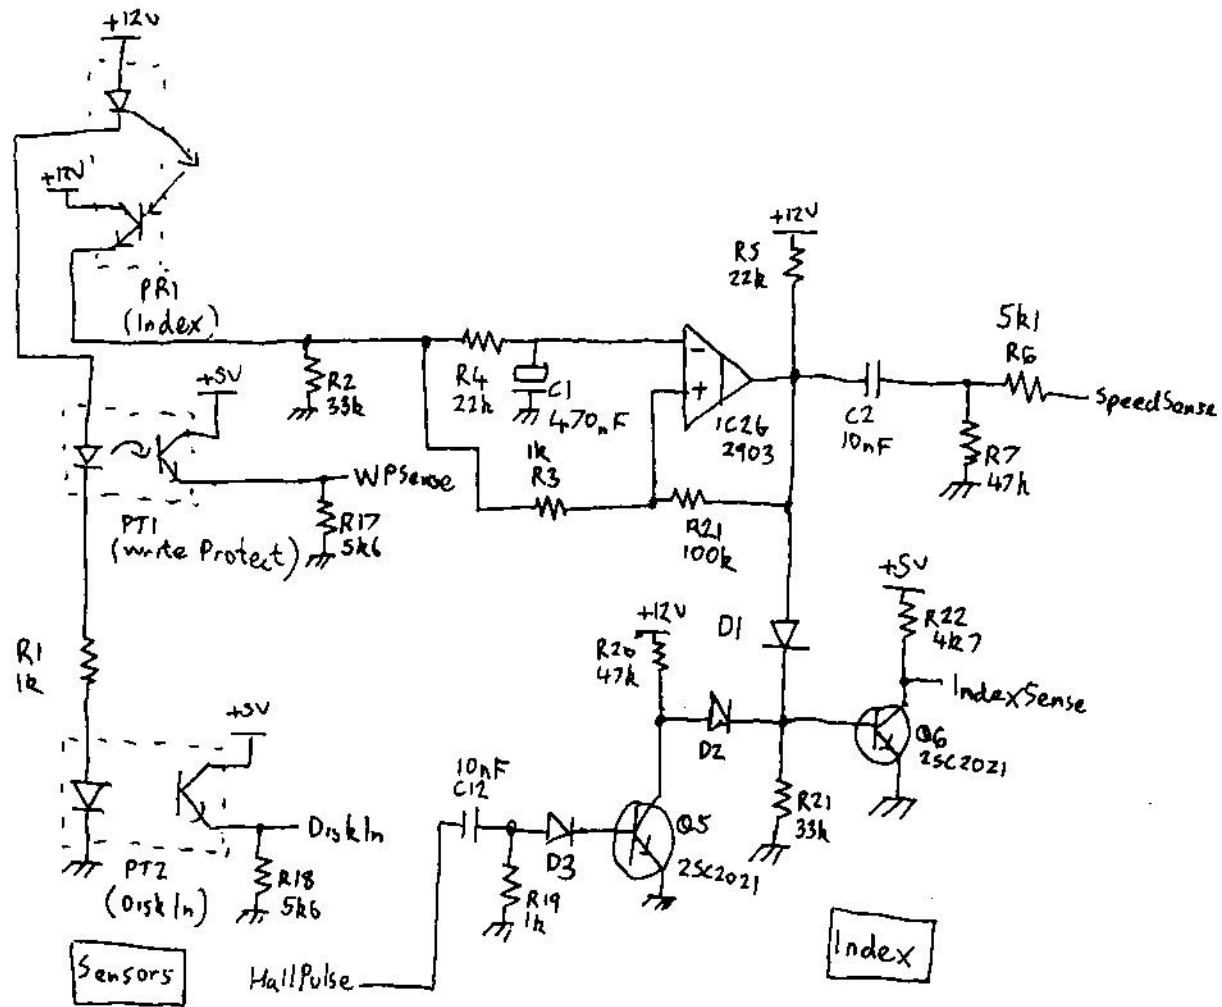 +12V
+12V'
PR1
(Index)
+5V
R2
33k
R4
22k
C1
470nF
1k
R3
-
+
IC26
2903
+12V
R5
22k
C2
10nF
5k1
R6
SpeedSense
R7
47k
WPSense
R17
5k6
PT1
(Write Protect)
R21
100k
D1
+5V
R22
4k7
IndexSense
Q6
2SC2021
+12V
R20
47k
D2
R21
33k
R1
1k
+5V
DiskIn
R18
5k6
PT2
(Disk In)
10nF
C12
D3
R19
1k
Q5
2SC2021
HallPulse
Sensors
Index